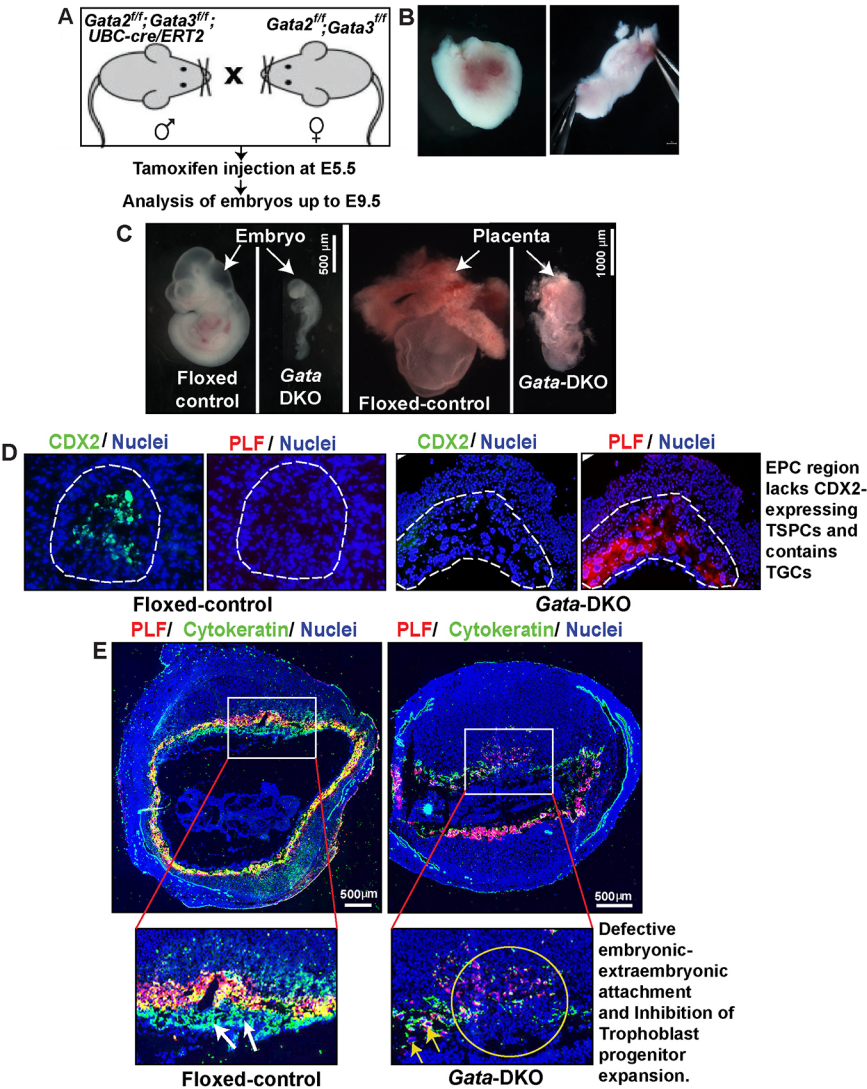 A
Gata2f/f;Gata3f/f;
UBC-cre/ERT2
Gata2f/f;Gata3f/f
X
♂
♀
Tamoxifen injection at E5.5
Analysis of embryos up to E9.5
B
C
Embryo
500 µm
Floxed
control
Gata
DKO
Placenta
1000 µm
Floxed-control
Gata-DKO
D
CDX2/ Nuclei
PLF/ Nuclei
CDX2/ Nuclei
PLF/ Nuclei
EPC region
lacks CDX2-
expressing
TSPCs and
contains
TGCs
Floxed-control
Gata-DKO
E
PLF/ Cytokeratin/ Nuclei
PLF/ Cytokeratin/ Nuclei
500µm
500µm
Defective
embryonic-
extraembryonic
attachment
and Inhibition of
Trophoblast
progenitor
expansion.
Floxed-control
Gata-DKO